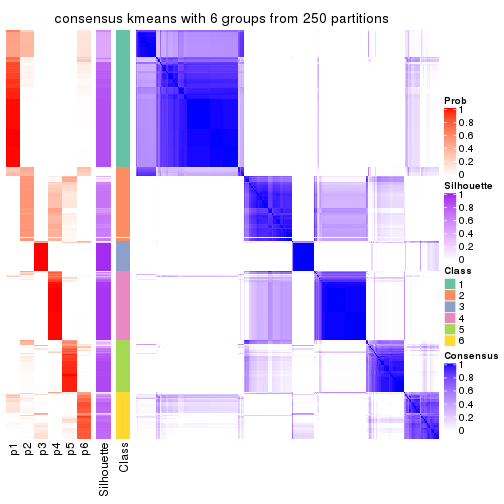 consensus kmeans with 6 groups from 250 partitions
Prob
1
0.8
0.6
0.4
0.2
0
Silhouette
1
0.8
0.6
0.4
0.2
0
Class
1
2
3
4
5
6
Consensus
1
0.8
0.6
0.4
0.2
0
p1
p2
p3
p4
p5
p6
Silhouette
Class